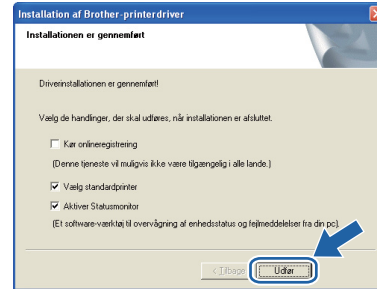 Installation af Brother-printerdriver
Installationen er gennemført
Driverinstallationen er gennemført!
Vælg de handlinger, der skal udføres, når installationen er afsluttet.
Kør onlineregistrering
(Denne tjeneste vil muligvis ikke være tilgængelig i alle lande.)
Vælg standardprinter
Aktiver Statusmonitor
(Et software-værktøj til overvågning af enhedsstatus og fejlmeddelelser fra din pc).
< Tilbage
Udfør